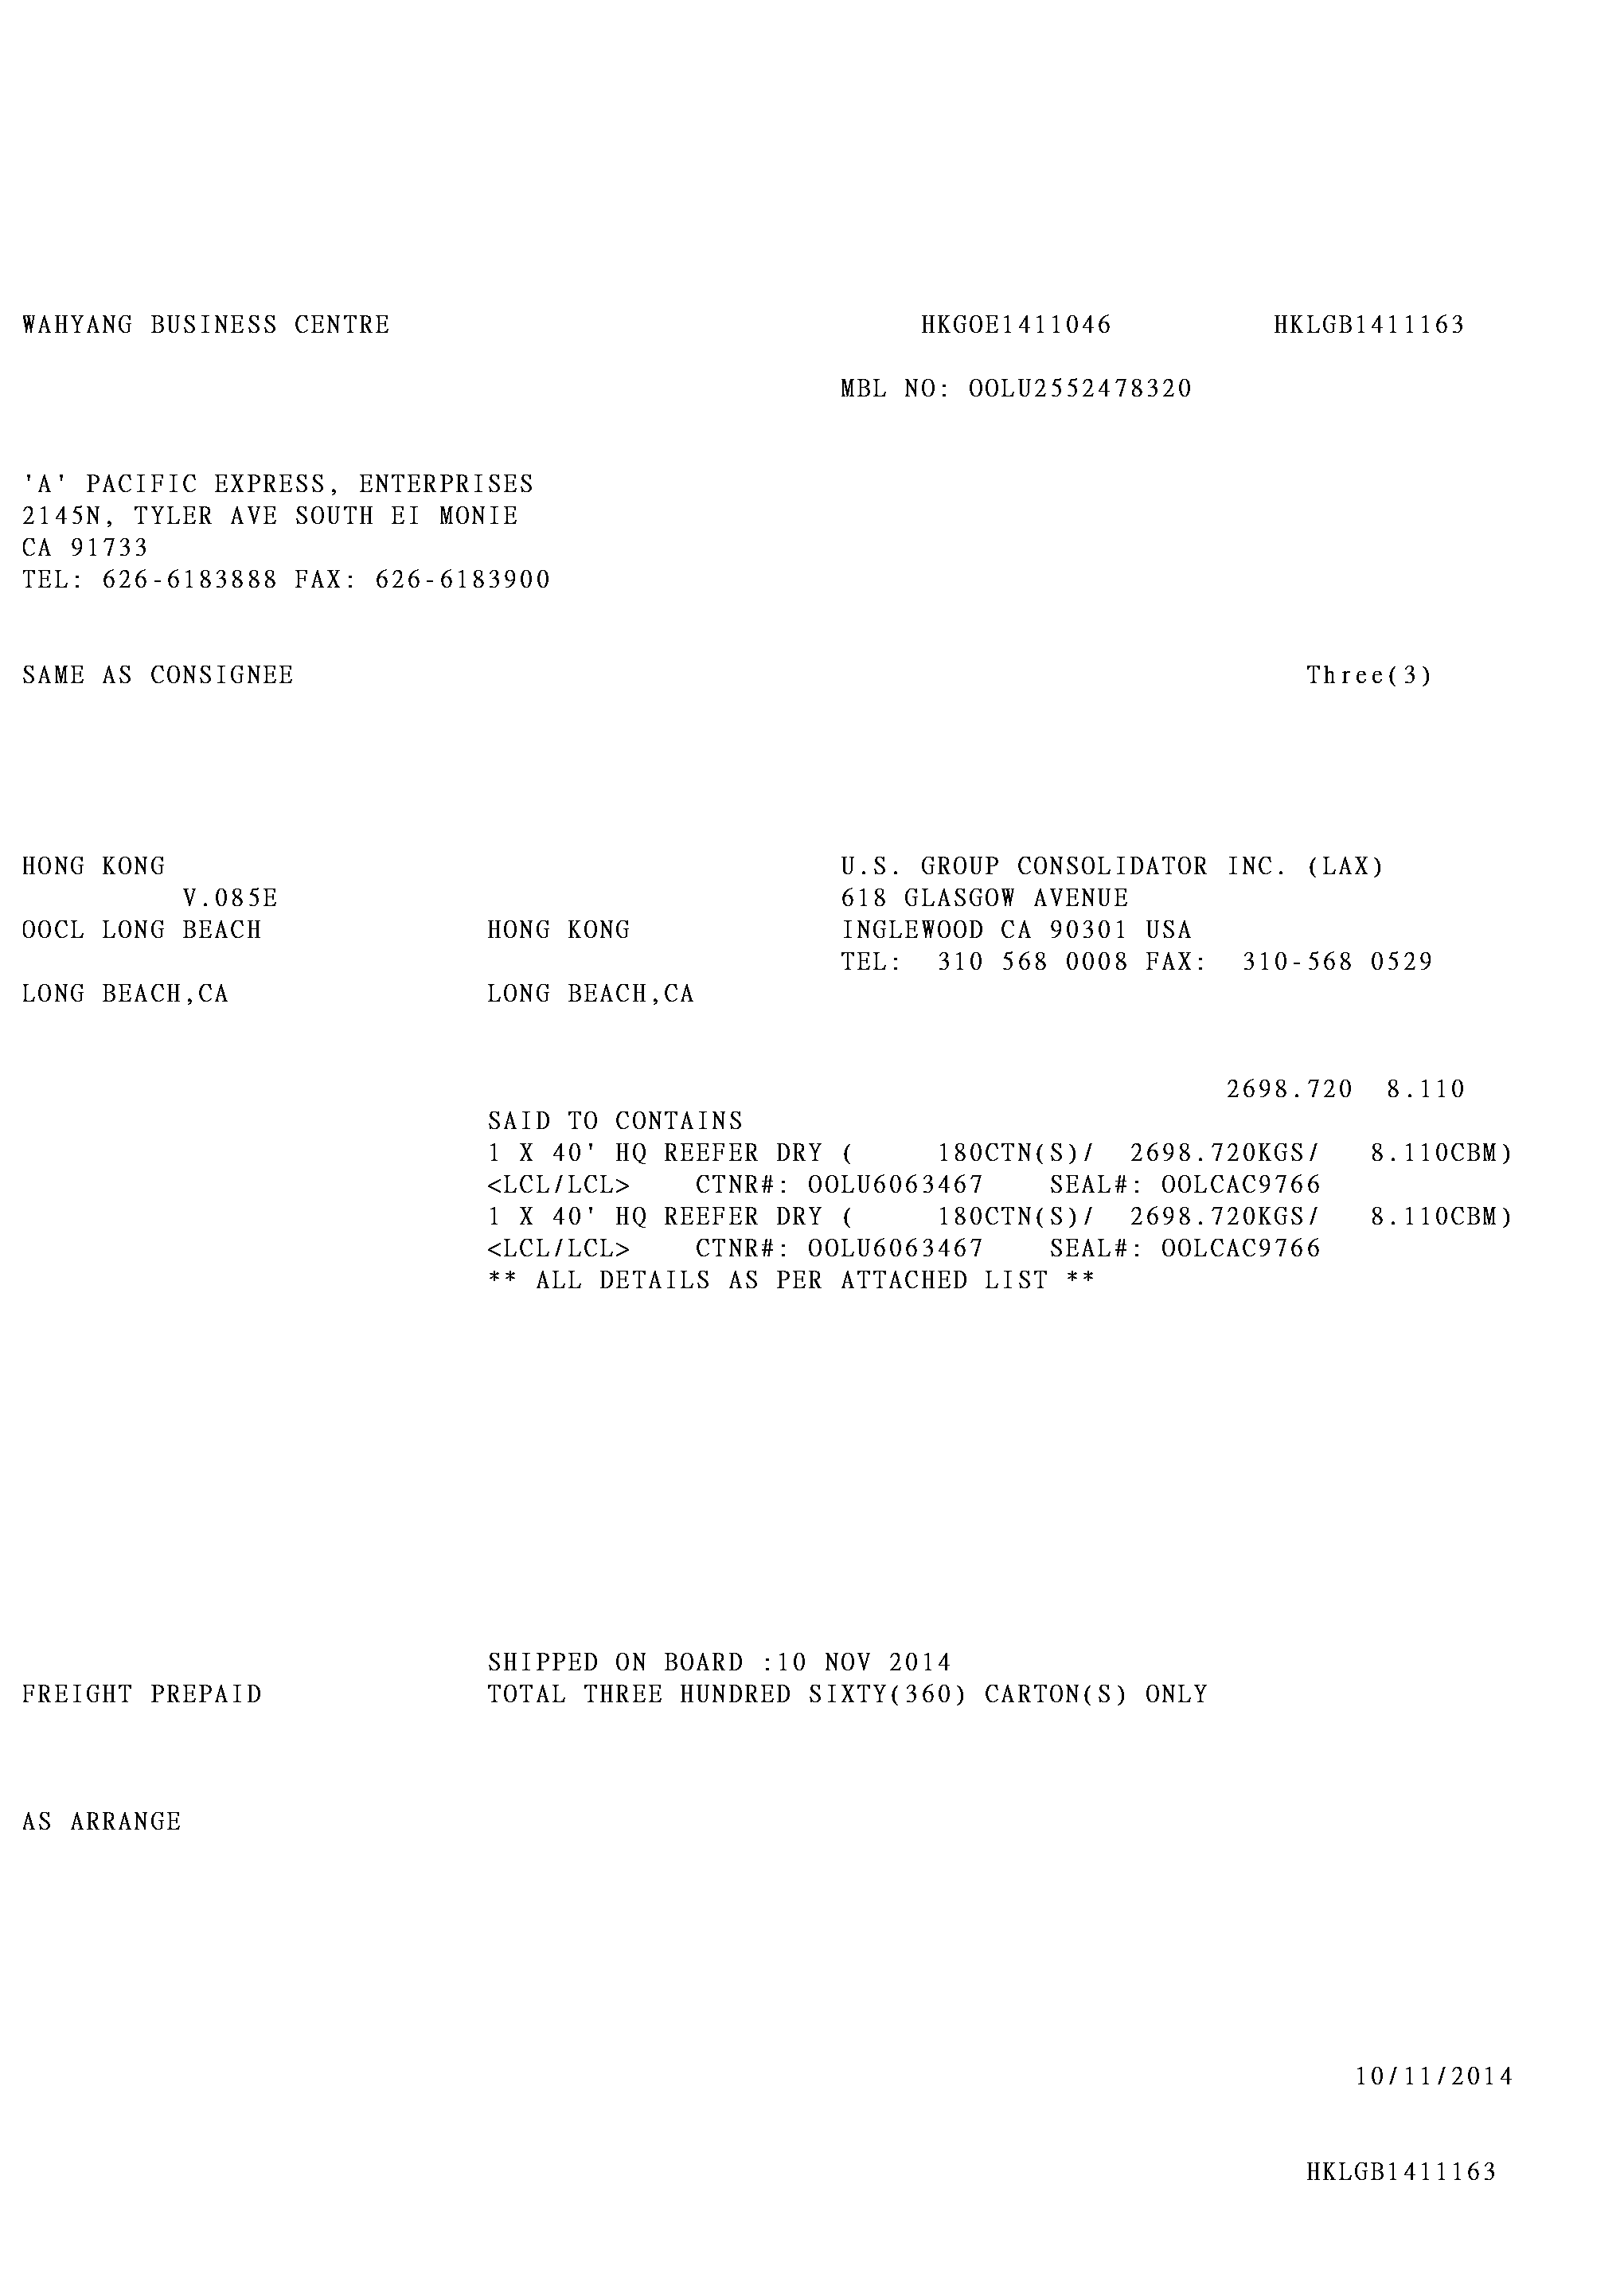 WAHYANG BUSINESS CENTRE HKGOE1411046 HKLGB1411163
MBL NO: OOLU2552478320
'A' PACIFIC EXPRESS, ENTERPRISES
2145N, TYLER AVE SOUTH EI MONIE
CA 91733
TEL: 626-6183888 FAX: 626-6183900
SAME AS CONSIGNEE Three(3)
HONG KONG U.S. GROUP CONSOLIDATOR INC. (LAX)
V.085E 618 GLASGOW AVENUE
OOCL LONG BEACH HONG KONG INGLEWOOD CA 90301 USA
TEL: 310 568 0008 FAX: 310-568 0529
LONG BEACH,CA LONG BEACH,CA
2698.720 8.110
SAID TO CONTAINS
1 X 40' HQ REEFER DRY ( 180CTN(S)/ 2698.720KGS/ 8.110CBM)
<LCL/LCL> CTNR#: OOLU6063467 SEAL#: OOLCAC9766
1 X 40' HQ REEFER DRY ( 180CTN(S)/ 2698.720KGS/ 8.110CBM)
<LCL/LCL> CTNR#: OOLU6063467 SEAL#: OOLCAC9766
** ALL DETAILS AS PER ATTACHED LIST **
SHIPPED ON BOARD :10 NOV 2014
FREIGHT PREPAID TOTAL THREE HUNDRED SIXTY(360) CARTON(S) ONLY
AS ARRANGE
10/11/2014
HKLGB1411163